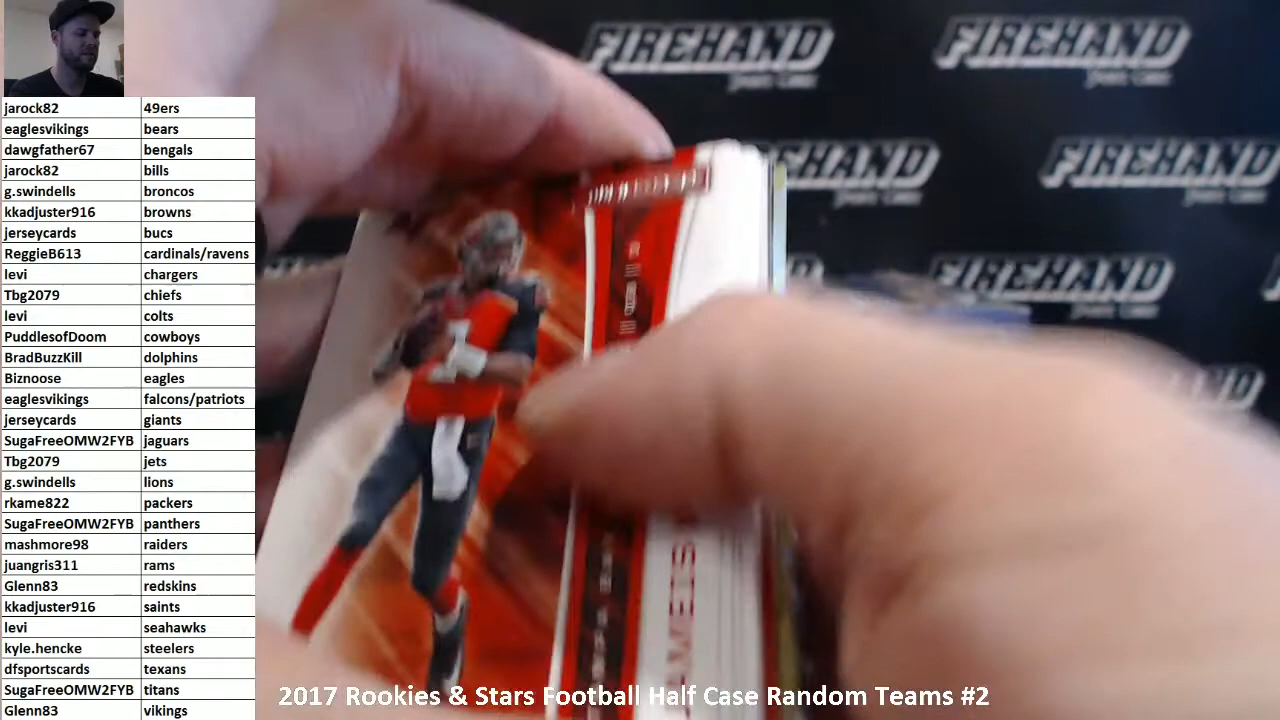 FIREHAND
FIREHAND
HAND
FIREHAND
FIREHAND
jarock82 49ers
eaglesvikings bears
dawgfather67 bengals
jarock82 bills
g.swindells broncos
kkadjuster916 browns
jerseycards bucs
ReggieB613 cardinals/ravens
levi chargers
Tbg2079 chiefs
levi colts
PuddlesofDoom cowboys
BradBuzzKill dolphins
Biznoose eagles
eaglesvikings falcons/patriots
jerseycards giants
SugaFreeOMW2FYB jaguars
Tbg2079 jets
g.swindells lions
rkame822 packers
SugaFreeOMW2FYB panthers
mashmore98 raiders
juangris311 rams
Glenn83 redskins
kkadjuster916 saints
levi seahawks
kyle.hencke steelers
dfsportscards texans
SugaFreeOMW2FYB titans
Glenn83 vikings
2017 Rookies & Stars Football Half Case Random Teams #2